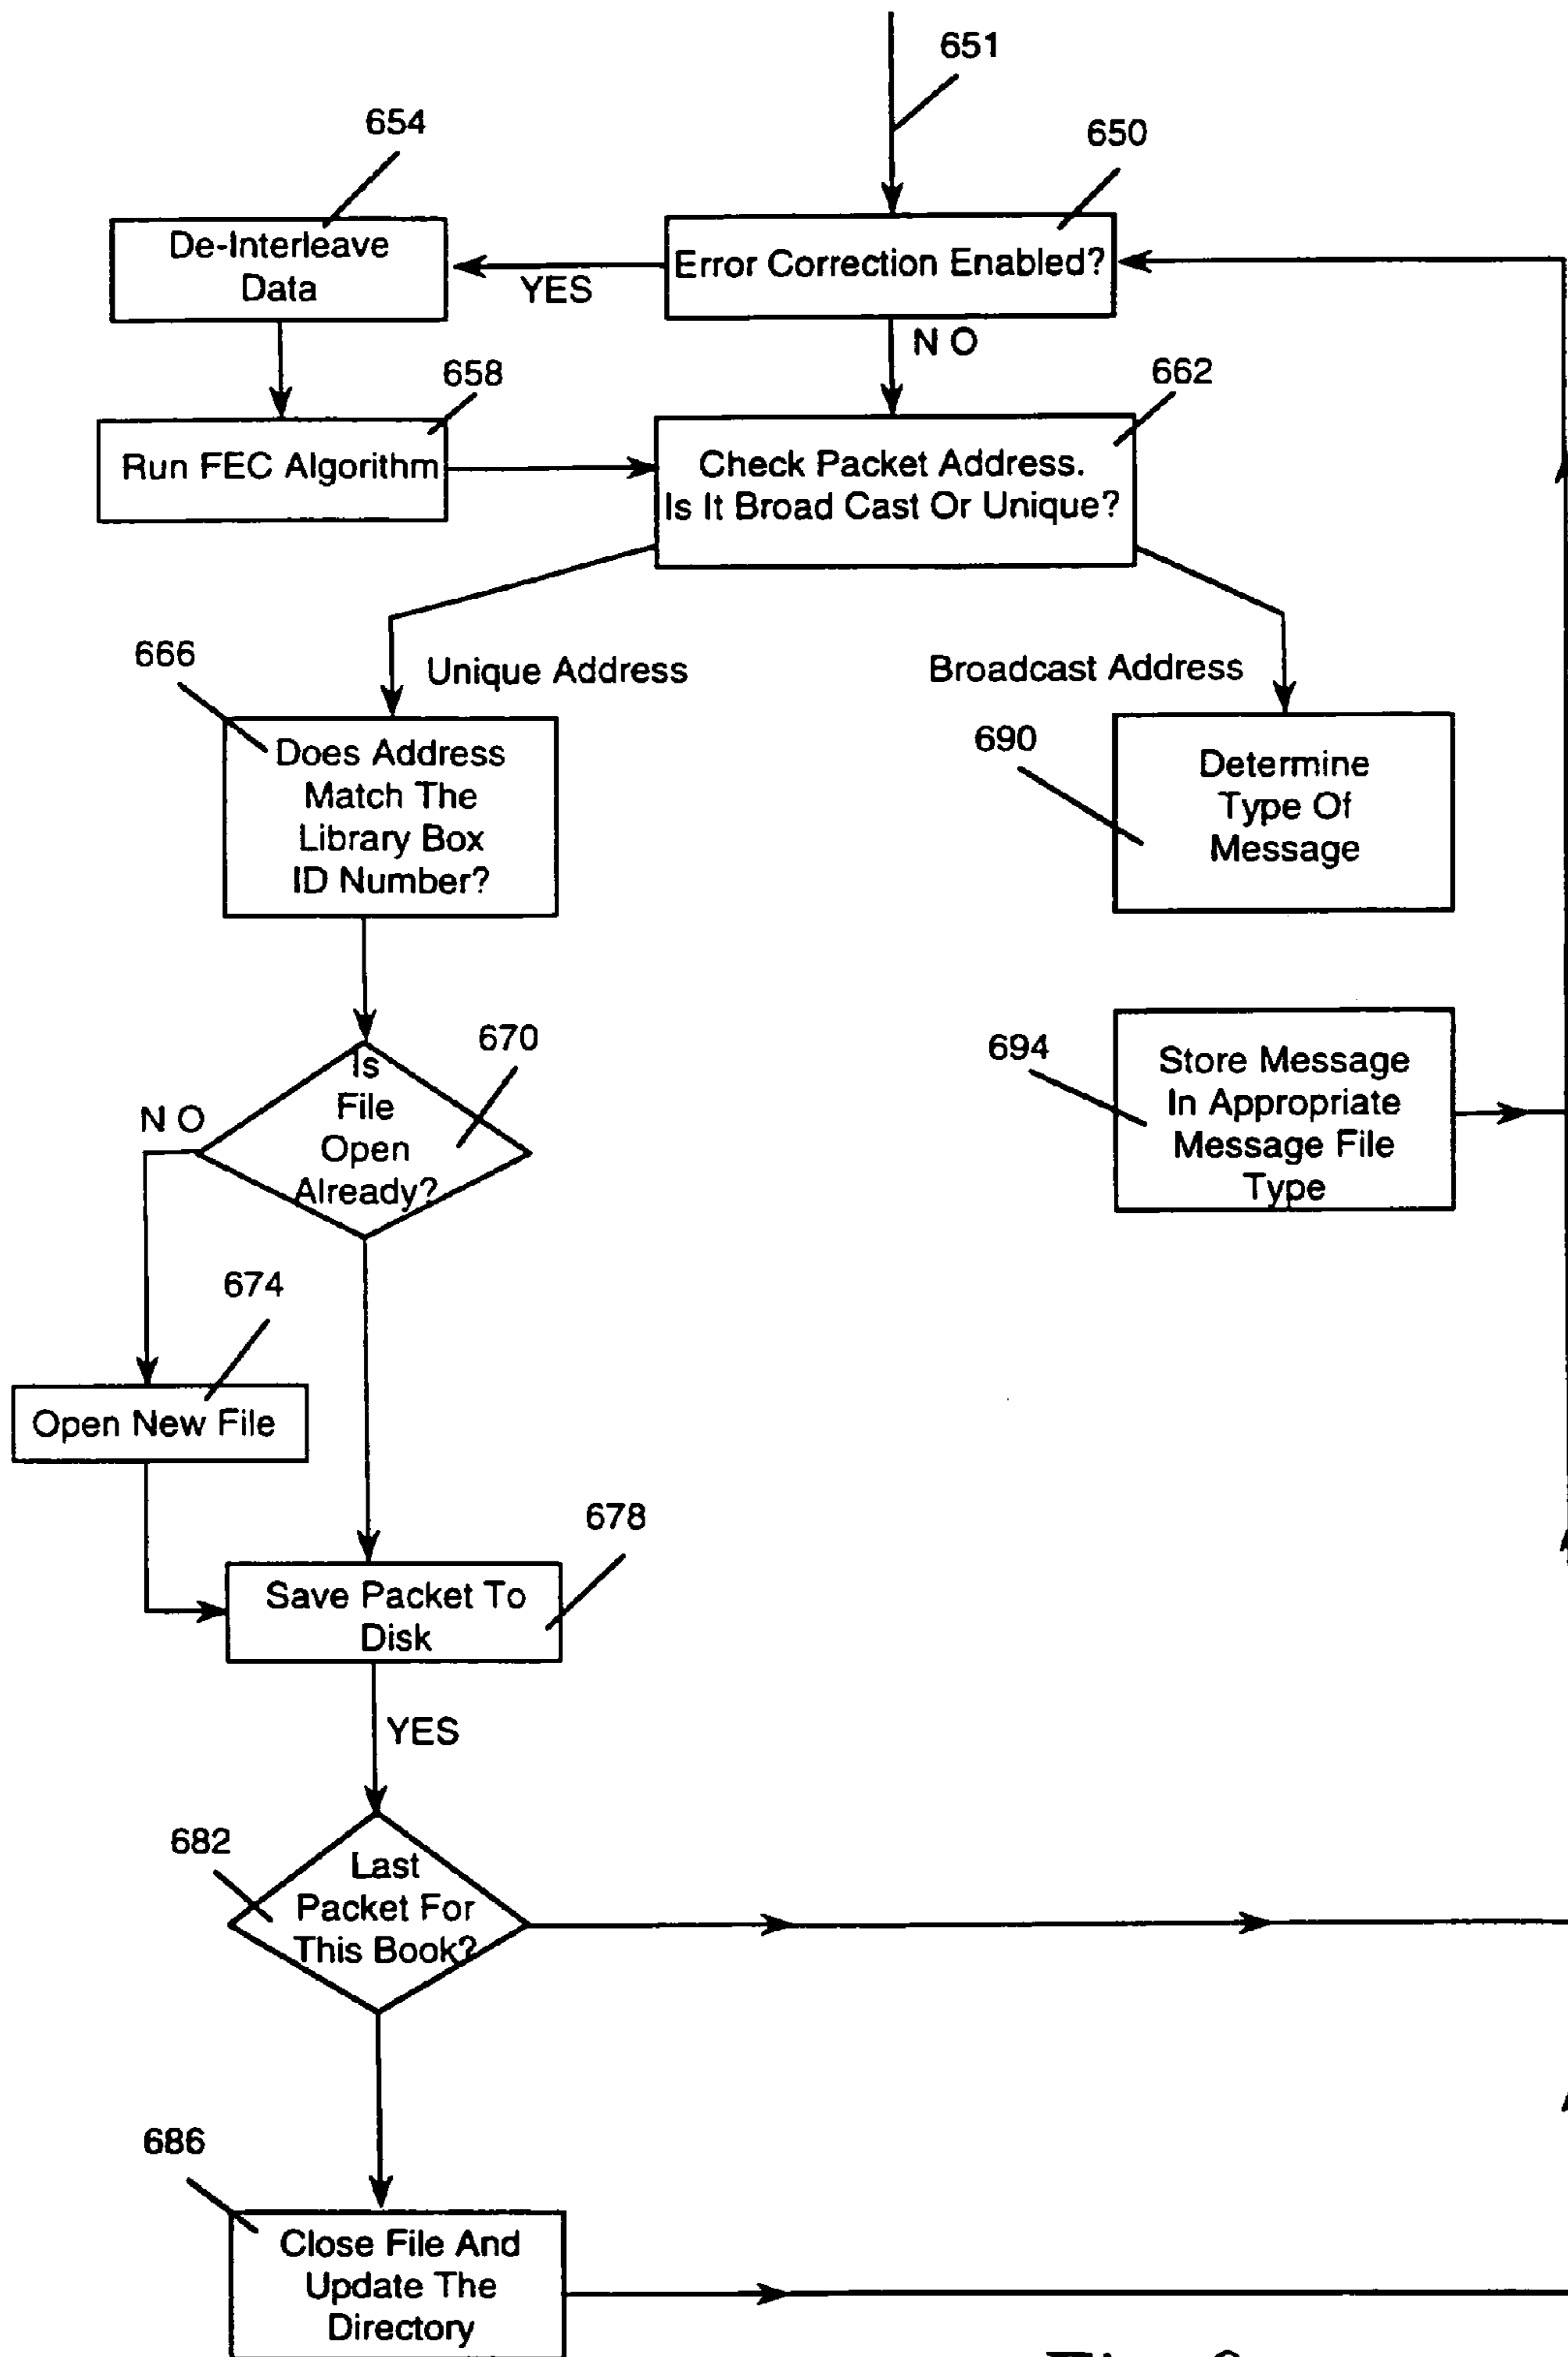 651
654
650
De-Interleave
Data
YES
Error Correction Enabled?
N O
658
662
Run FEC Algorithm
Check Packet Address.
Is It Broad Cast Or Unique?
666
Unique Address
Broadcast Address
Does Address
Match The
Library Box
ID Number?
690
Determine
Type Of
Message
670
N O
Is
File
Open
Already?
694
Store Message
In Appropriate
Message File
Type
674
Open New File
678
Save Packet To
Disk
YES
682
Last
Packet For
This Book?
686
Close File And
Update The
Directory